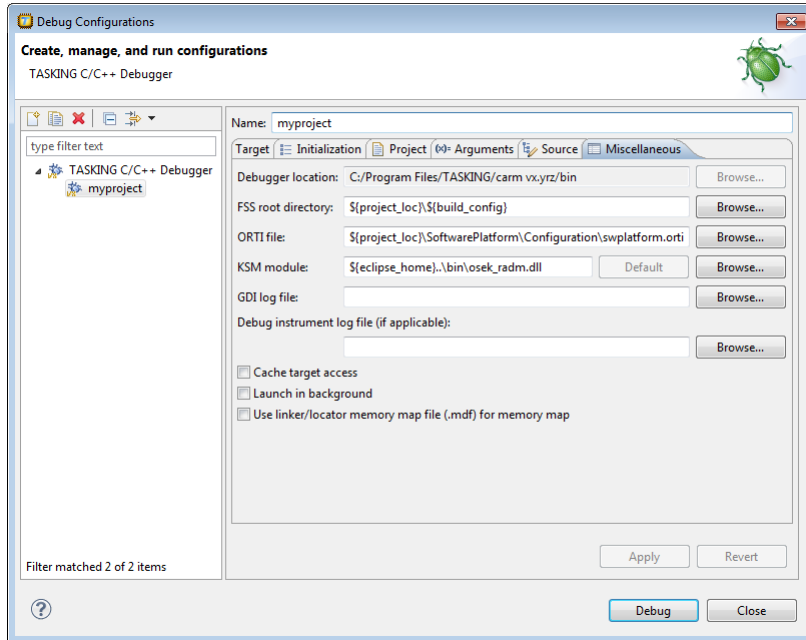 Debug Configurations
Create, manage, and run configurations
TASKING C/C++ Debugger
type filter text
TASKING C/C++ Debugger
myproject
Filter matched 2 of 2 items
Name: myproject
Target Initialization Project (x)= Arguments Source Miscellaneous
Debugger location: C:/Program Files/TASKING/carm vx.yrz/bin Browse...
FSS root directory: ${project_loc}\${build_config} Browse...
ORTI file: ${project_loc}\SoftwarePlatform\Configuration\swplatform.orti Browse...
KSM module: ${eclipse_home}..\bin\osek_radm.dll Default
GDI log file: Browse...
Debug instrument log file (if applicable):
Browse...
Cache target access
Launch in background
Use linker/locator memory map file (.mdf) for memory map
Apply Revert
? Debug Close